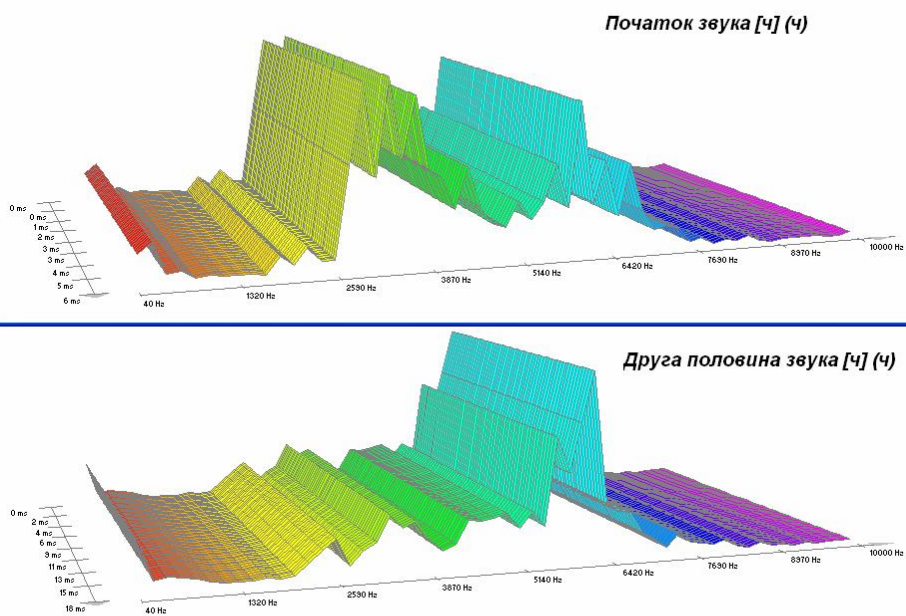 Початок звука [ч] (ч)
0 ms
0 ms
1 ms
2 ms
3 ms
3 ms
4 ms
5 ms
6 ms
40 Hz
1320 Hz
2590 Hz
3870 Hz
5140 Hz
6420 Hz
7690 Hz
8970 Hz
10000 Hz
Друга половина звука [ч] (ч)
0 ms
2 ms
4 ms
6 ms
9 ms
11 ms
13 ms
15 ms
18 ms
40 Hz
1320 Hz
2590 Hz
3870 Hz
5140 Hz
6420 Hz
7690 Hz
8970 Hz
10000 Hz